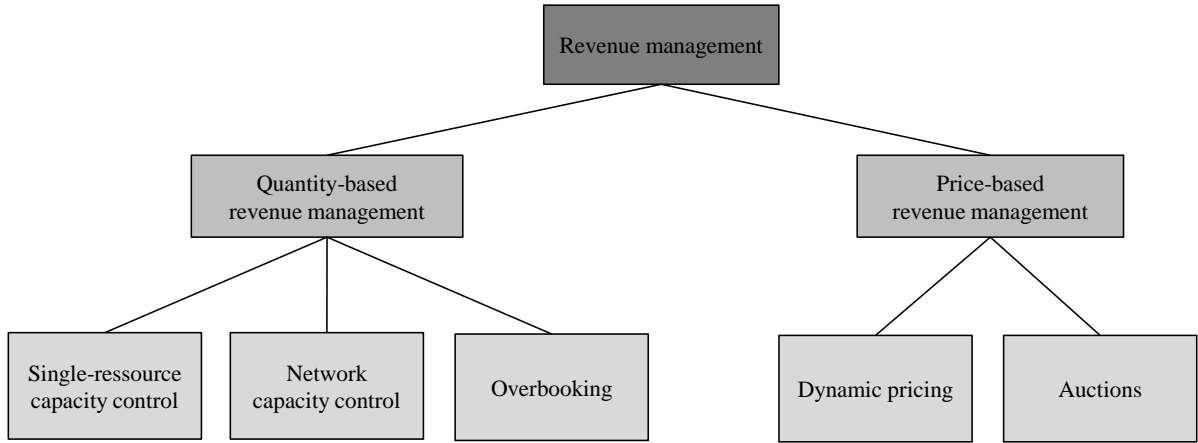 Revenue management
Quantity-based
revenue management
Price-based
revenue management
Single-ressource
capacity control
Network
capacity control
Overbooking
Dynamic pricing
Auctions